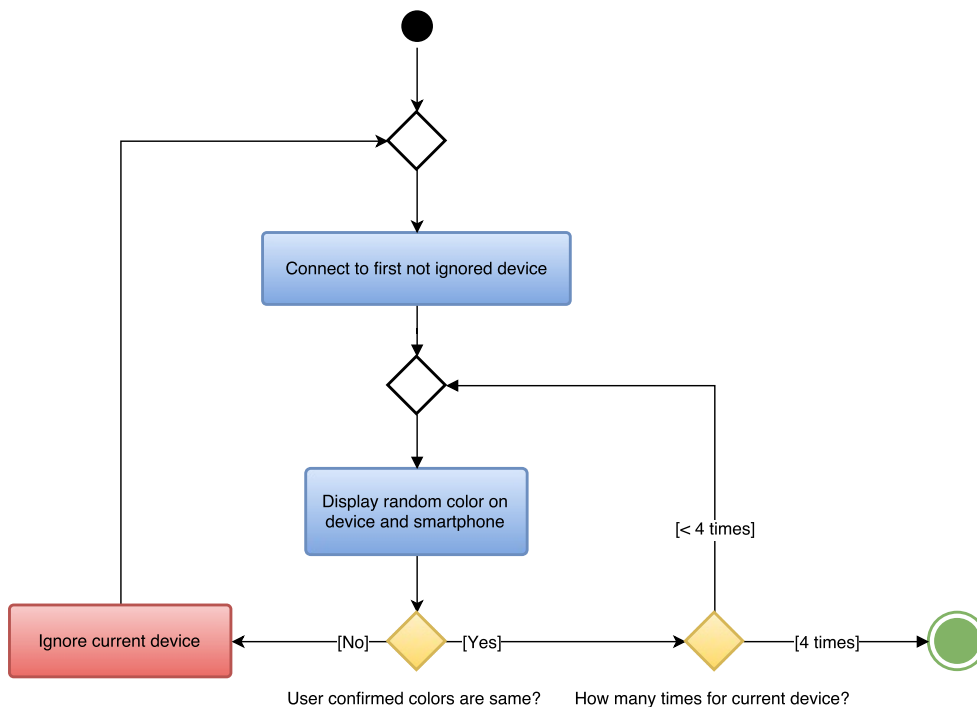 Connect to first not ignored device
Display random color on
device and smartphone
[< 4 times]
Ignore current device
[No]
[Yes]
[4 times]
User confirmed colors are same?
How many times for current device?